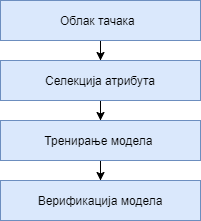 Облак тачака
Селекција атрибута
Тренирање модела
Верификација модела